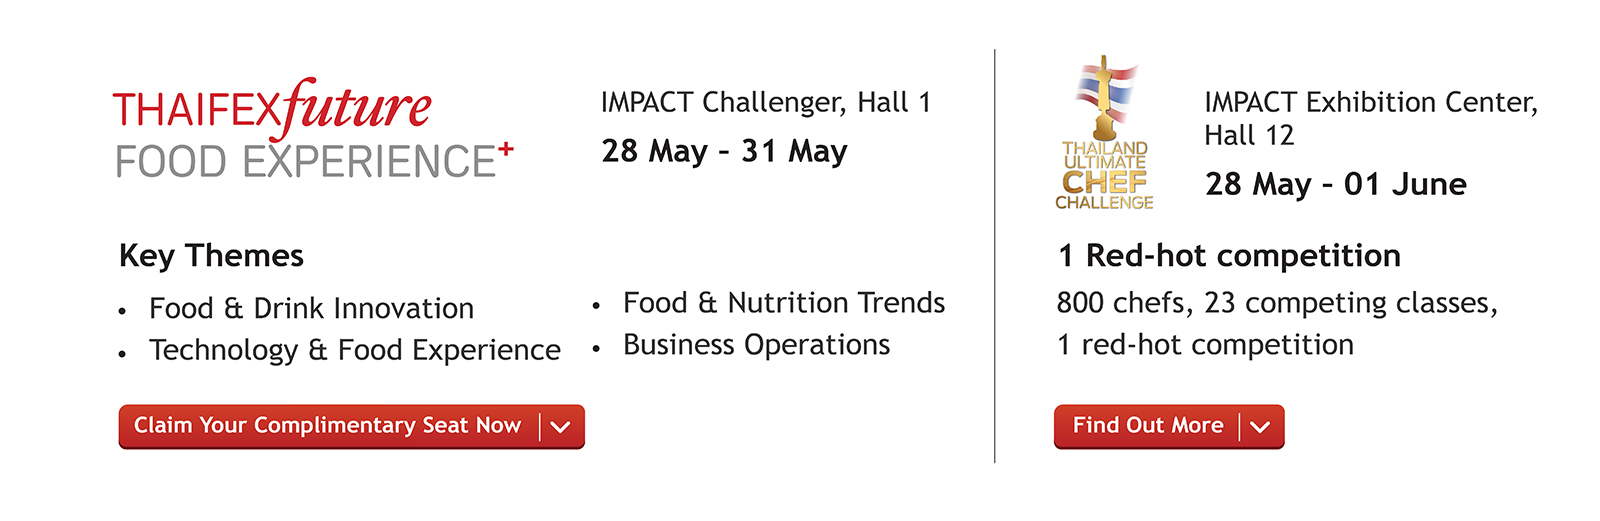 THAIFEX future
FOOD EXPERIENCE+
IMPACT Challenger, Hall 1
28 May – 31 May
Key Themes
• Food & Drink Innovation
• Technology & Food Experience
• Food & Nutrition Trends
• Business Operations
Claim Your Complimentary Seat Now
THAILAND
ULTIMATE
CHEF
CHALLENGE
IMPACT Exhibition Center,
Hall 12
28 May – 01 June
1 Red-hot competition
800 chefs, 23 competing classes,
1 red-hot competition
Find Out More